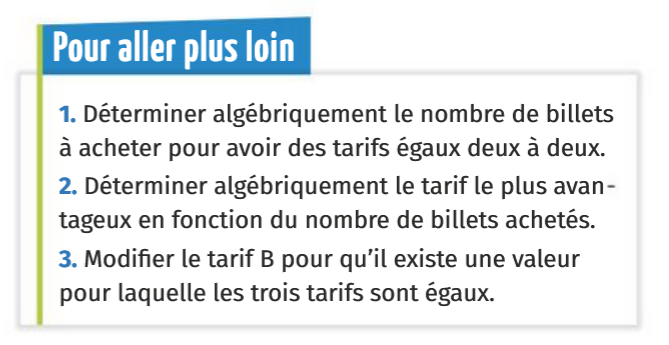 Pour aller plus loin
1. Déterminer algébriquement le nombre de billets
à acheter pour avoir des tarifs égaux deux à deux.
2. Déterminer algébriquement le tarif le plus avan-
tageux en fonction du nombre de billets achetés.
3. Modifier le tarif B pour qu’il existe une valeur
pour laquelle les trois tarifs sont égaux.